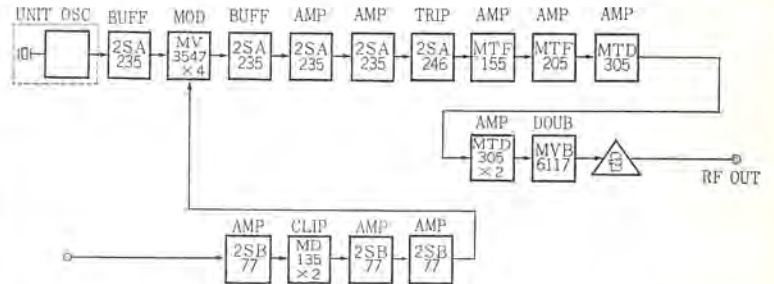 UNIT OSC BUFF MOD BUFF AMP AMP TRIP AMP AMP AMP
2SA 235
MV 3547 ×4
2SA 235
2SA 235
2SA 235
2SA 246
MTF 155
MTF 205
MTD 305
AMP DOUB
MTD 305 ×2
MVB 6117
RF OUT
AMP CLIP AMP AMP
2SB 77
MD 135 ×2
2SB 77
2SB 77